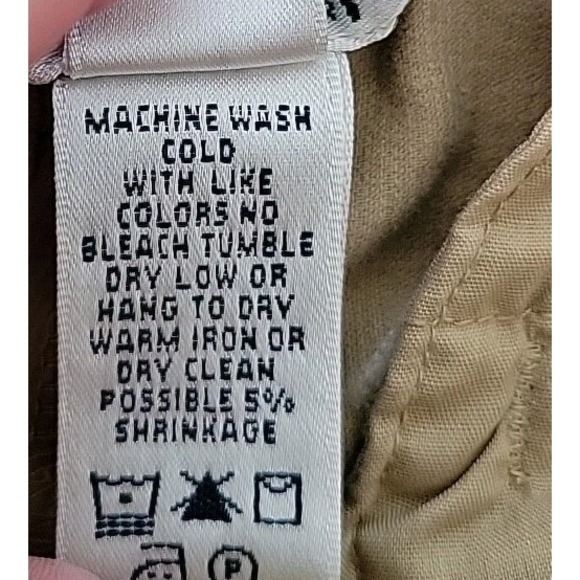 MACHINE WASH
COLD
WITH LIKE
COLORS NO
BLEACH TUMBLE
DRY LOW OR
HANG TO DRY
WARM IRON OR
DRY CLEAN
POSSIBLE 5%
SHRINKAGE
P